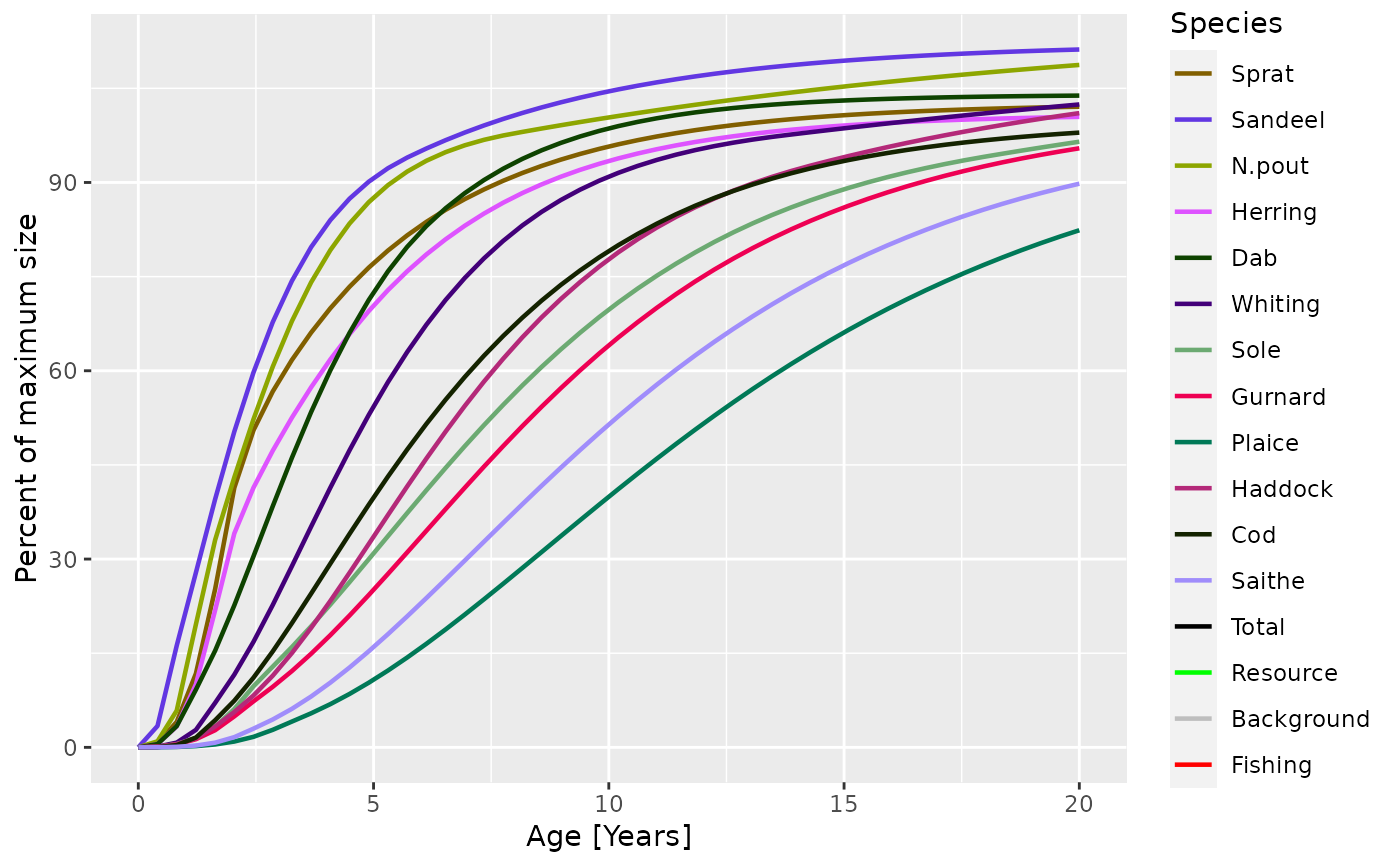 Percent of maximum size
90
60
30
0
0 5 10 15 20
Age [Years]
Species
Sprat
Sandeel
N.pout
Herring
Dab
Whiting
Sole
Gurnard
Plaice
Haddock
Cod
Saithe
Total
Resource
Background
Fishing